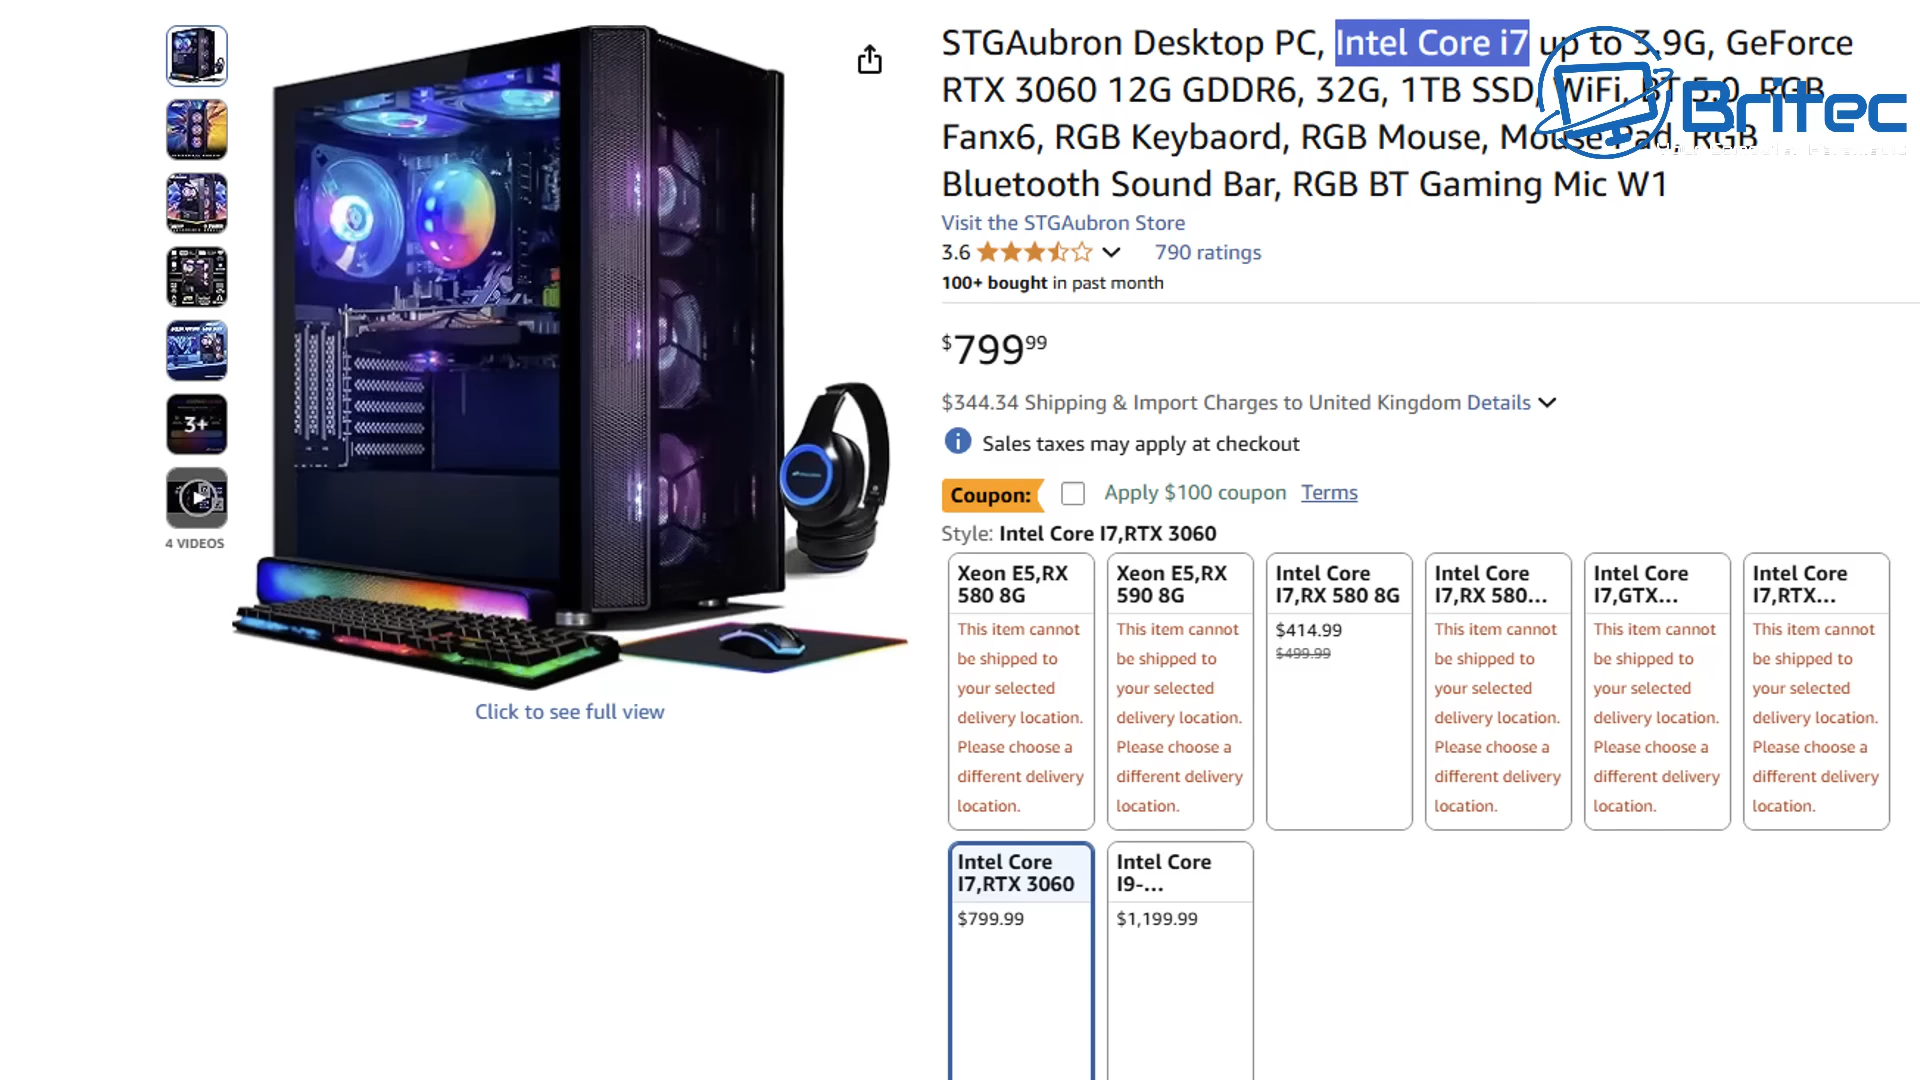 STGAubron Desktop PC, Intel Core i7 up to 3.9G, GeForce
RTX 3060 12G GDDR6, 32G, 1TB SSD, WiFi, BT 5.0, RGB
Fanx6, RGB Keybaord, RGB Mouse, Mouse Pad, RGB
Bluetooth Sound Bar, RGB BT Gaming Mic W1
Britec
Visit the STGAubron Store
3.6 790 ratings
100+ bought in past month
$799.99
$344.34 Shipping & Import Charges to United Kingdom Details
Sales taxes may apply at checkout
Coupon: Apply $100 coupon Terms
Style: Intel Core I7,RTX 3060
Xeon E5,RX
580 8G
This item cannot
be shipped to
your selected
delivery location.
Please choose a
different delivery
location.
Xeon E5,RX
590 8G
This item cannot
be shipped to
your selected
delivery location.
Please choose a
different delivery
location.
Intel Core
I7,RX 580 8G
$414.99
$499.99
Intel Core
I7,RX 580...
This item cannot
be shipped to
your selected
delivery location.
Please choose a
different delivery
location.
Intel Core
I7,GTX...
This item cannot
be shipped to
your selected
delivery location.
Please choose a
different delivery
location.
Intel Core
I7,RTX...
This item cannot
be shipped to
your selected
delivery location.
Please choose a
different delivery
location.
Intel Core
I7,RTX 3060
$799.99
Intel Core
I9-...
$1,199.99
3+
4 VIDEOS
Click to see full view